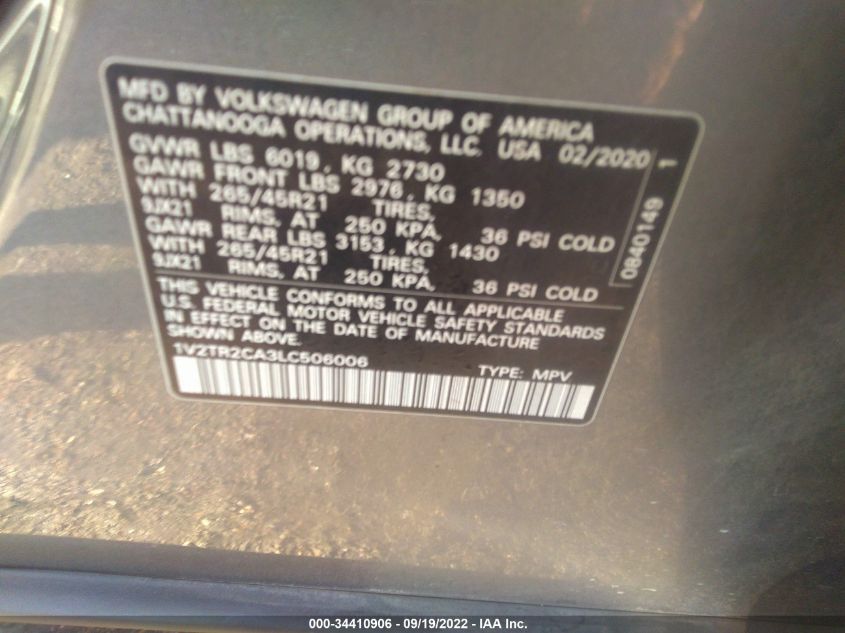 MFD BY VOLKSWAGEN GROUP OF AMERICA
CHATTANOOGA OPERATIONS, LLC. USA 02/2020
GVWR LBS 6019, KG 2730
GAWR FRONT LBS 2976, KG 1350
WITH 265/45R21 TIRES,
9JX21 RIMS, AT 250 KPA, 36 PSI COLD
GAWR REAR LBS 3153, KG 1430
WITH 265/45R21 TIRES,
9JX21 RIMS, AT 250 KPA, 36 PSI COLD
THIS VEHICLE CONFORMS TO ALL APPLICABLE
U.S. FEDERAL MOTOR VEHICLE SAFETY STANDARDS
IN EFFECT ON THE DATE OF MANUFACTURE
SHOWN ABOVE.
1V2TR2CA3LC506006 TYPE: MPV
0840149 1
000-34410906 - 09/19/2022 - IAA Inc.